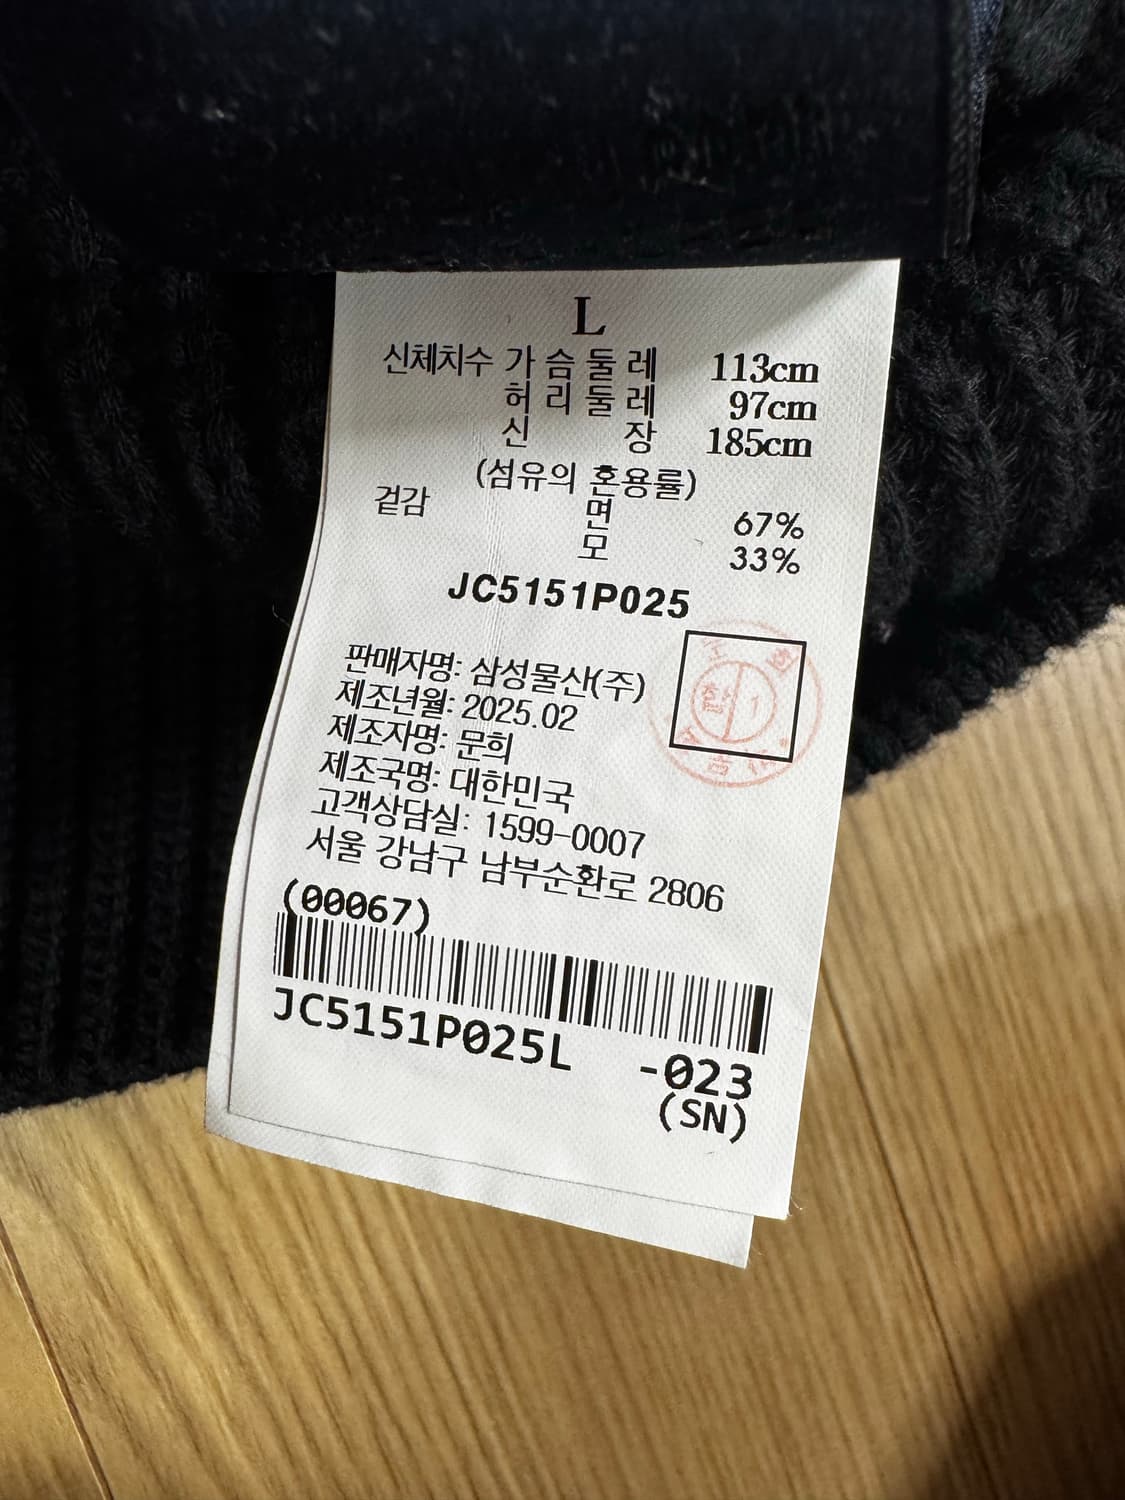 L
신체치수 가슴둘레 113cm
허리둘레 97cm
신장 185cm
(섬유의 혼용률)
겉감 면 67%
모 33%
JC5151P025
판매자명: 삼성물산(주)
제조년월: 2025.02
제조자명: 문희
제조국명: 대한민국
고객상담실: 1599-0007
서울 강남구 남부순환로 2806
(00067)
합 1
JC5151P025L -023
(SN)